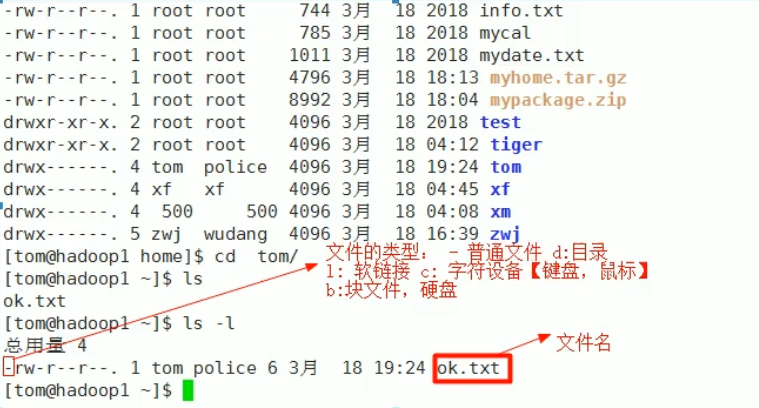 -rw-r--r--. 1 root root 744 3月 18 2018 info.txt
-rw-r--r--. 1 root root 785 3月 18 2018 mycal
-rw-r--r--. 1 root root 1011 3月 18 2018 mydate.txt
-rw-r--r--. 1 root root 4796 3月 18 18:13 myhome.tar.gz
-rw-r--r--. 1 root root 8992 3月 18 18:04 mypackage.zip
drwxr-xr-x. 2 root root 4096 3月 18 2018 test
drwxr-xr-x. 2 root root 4096 3月 18 04:12 tiger
drwx------. 4 tom police 4096 3月 18 19:24 tom
drwx------. 4 xf xf 4096 3月 18 04:45 xf
drwx------. 4 500 500 4096 3月 18 04:08 xm
drwx------. 5 zwj wudang 4096 3月 18 16:39 zwj
[tom@hadoop1 home]$ cd tom/
文件的类型: - 普通文件 d:目录
[tom@hadoop1 ~]$ ls
l: 软链接 c: 字符设备【键盘,鼠标】
ok.txt
b:块文件,硬盘
[tom@hadoop1 ~]$ ls -l
总用量 4
文件名
-rw-r--r--. 1 tom police 6 3月 18 19:24 ok.txt
[tom@hadoop1 ~]$